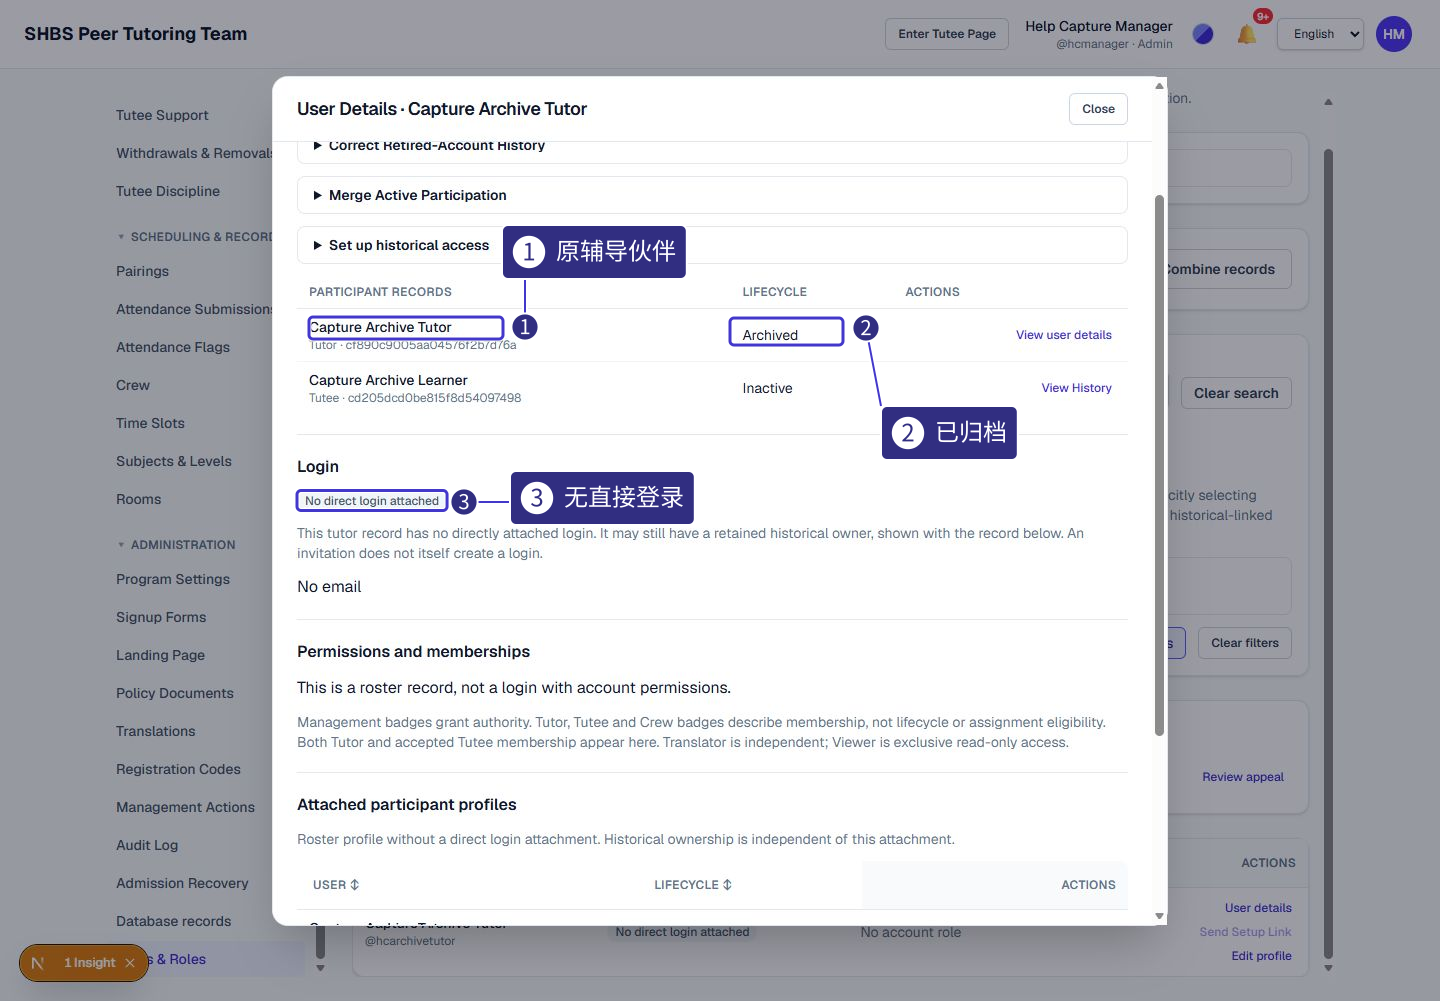 SHBS Peer Tutoring Team
Enter Tutee Page
Help Capture Manager
@hcmanager · Admin
9+
English
HM
Tutee Support
Withdrawals & Removals
Tutee Discipline
SCHEDULING & RECORD
Pairings
Attendance Submissions
Attendance Flags
Crew
Time Slots
Subjects & Levels
Rooms
ADMINISTRATION
Program Settings
Signup Forms
Landing Page
Policy Documents
Translations
Registration Codes
Management Actions
Audit Log
Admission Recovery
Database records
s & Roles
1 Insight
User Details · Capture Archive Tutor
Close
Correct Retired-Account History
Merge Active Participation
Set up historical access
1 原辅导伙伴
PARTICIPANT RECORDS
LIFECYCLE
ACTIONS
Capture Archive Tutor
1
Tutor · cf890c9005aa04576f2b7d76a
Archived
2
View user details
Capture Archive Learner
Tutee · cd205dcd0be815f8d54097498
Inactive
View History
2 已归档
Login
No direct login attached
3
3 无直接登录
This tutor record has no directly attached login. It may still have a retained historical owner, shown with the record below. An
invitation does not itself create a login.
No email
Permissions and memberships
This is a roster record, not a login with account permissions.
Management badges grant authority. Tutor, Tutee and Crew badges describe membership, not lifecycle or assignment eligibility.
Both Tutor and accepted Tutee membership appear here. Translator is independent; Viewer is exclusive read-only access.
Attached participant profiles
Roster profile without a direct login attachment. Historical ownership is independent of this attachment.
USER
LIFECYCLE
ACTIONS
tion.
Combine records
Clear search
citly selecting
historical-linked
s
Clear filters
Review appeal
ACTIONS
@hcarchivetutor
No direct login attached
No account role
User details
Send Setup Link
Edit profile